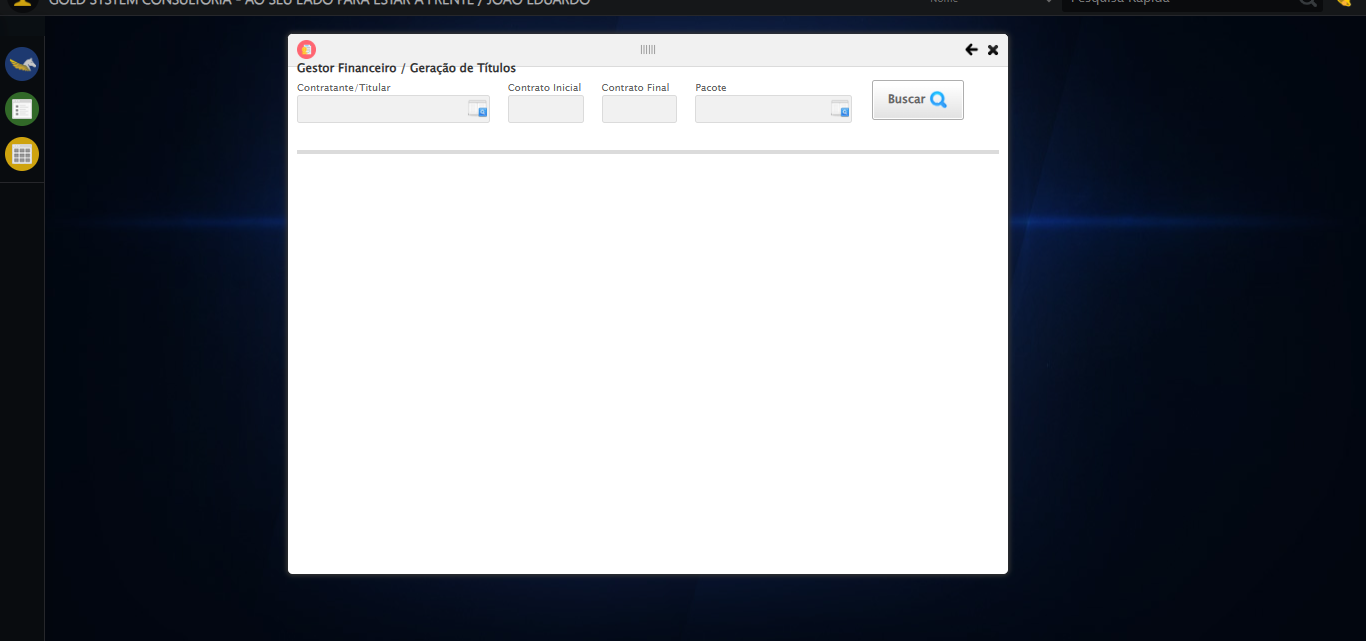 GOLD SYSTEM CONSULTORIA - AO SEU LADO PARA ESTAR A FRENTE / JOÃO EDUARDO
Nome
Pesquisa Rápida
Gestor Financeiro / Geração de Títulos
Contratante/Titular Contrato Inicial Contrato Final Pacote
Buscar